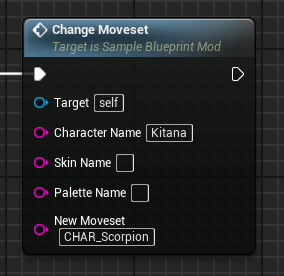 Change Moveset
Target is Sample Blueprint Mod
Target self
Character Name Kitana
Skin Name
Palette Name
New Moveset
CHAR_Scorpion